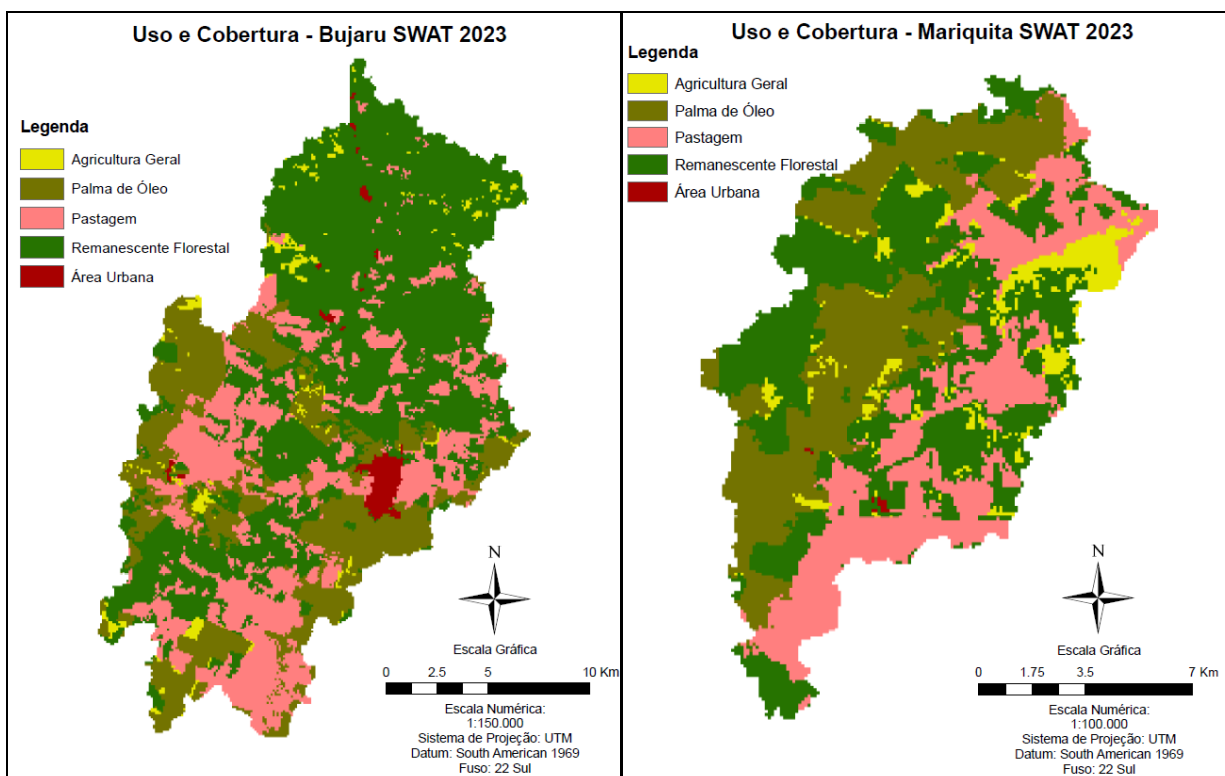 Uso e Cobertura - Bujaru SWAT 2023
Legenda
Agricultura Geral
Palma de Óleo
Pastagem
Remanescente Florestal
Área Urbana
N
Escala Gráfica
0 2.5 5 10 Km
Escala Numérica:
1:150.000
Sistema de Projeção: UTM
Datum: South American 1969
Fuso: 22 Sul
Uso e Cobertura - Mariquita SWAT 2023
Legenda
Agricultura Geral
Palma de Óleo
Pastagem
Remanescente Florestal
Área Urbana
N
Escala Gráfica
0 1.75 3.5 7 Km
Escala Numérica:
1:100.000
Sistema de Projeção: UTM
Datum: South American 1969
Fuso: 22 Sul